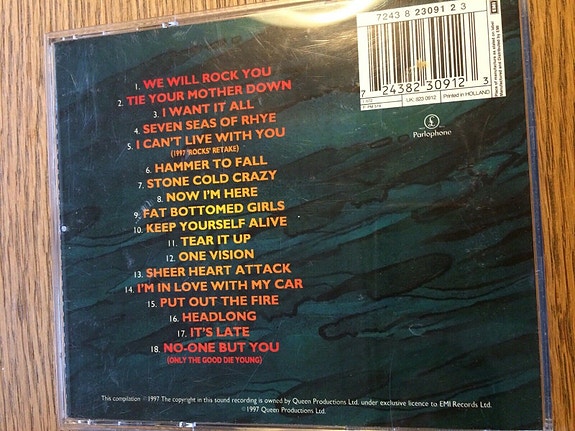 7243 8 23091 2 3
7 24382 30912 3
UK: 823 0912
Printed in HOLLAND
EMI
Parlophone
1. WE WILL ROCK YOU
2. TIE YOUR MOTHER DOWN
3. I WANT IT ALL
4. SEVEN SEAS OF RHYE
5. I CAN'T LIVE WITH YOU
(1997 'ROCKS' RETAKE)
6. HAMMER TO FALL
7. STONE COLD CRAZY
8. NOW I'M HERE
9. FAT BOTTOMED GIRLS
10. KEEP YOURSELF ALIVE
11. TEAR IT UP
12. ONE VISION
13. SHEER HEART ATTACK
14. I'M IN LOVE WITH MY CAR
15. PUT OUT THE FIRE
16. HEADLONG
17. IT'S LATE
18. NO-ONE BUT YOU
(ONLY THE GOOD DIE YOUNG)
This compilation ℗1997 The copyright in this sound recording is owned by Queen Productions Ltd. under exclusive licence to EMI Records Ltd.
©1997 Queen Productions Ltd.